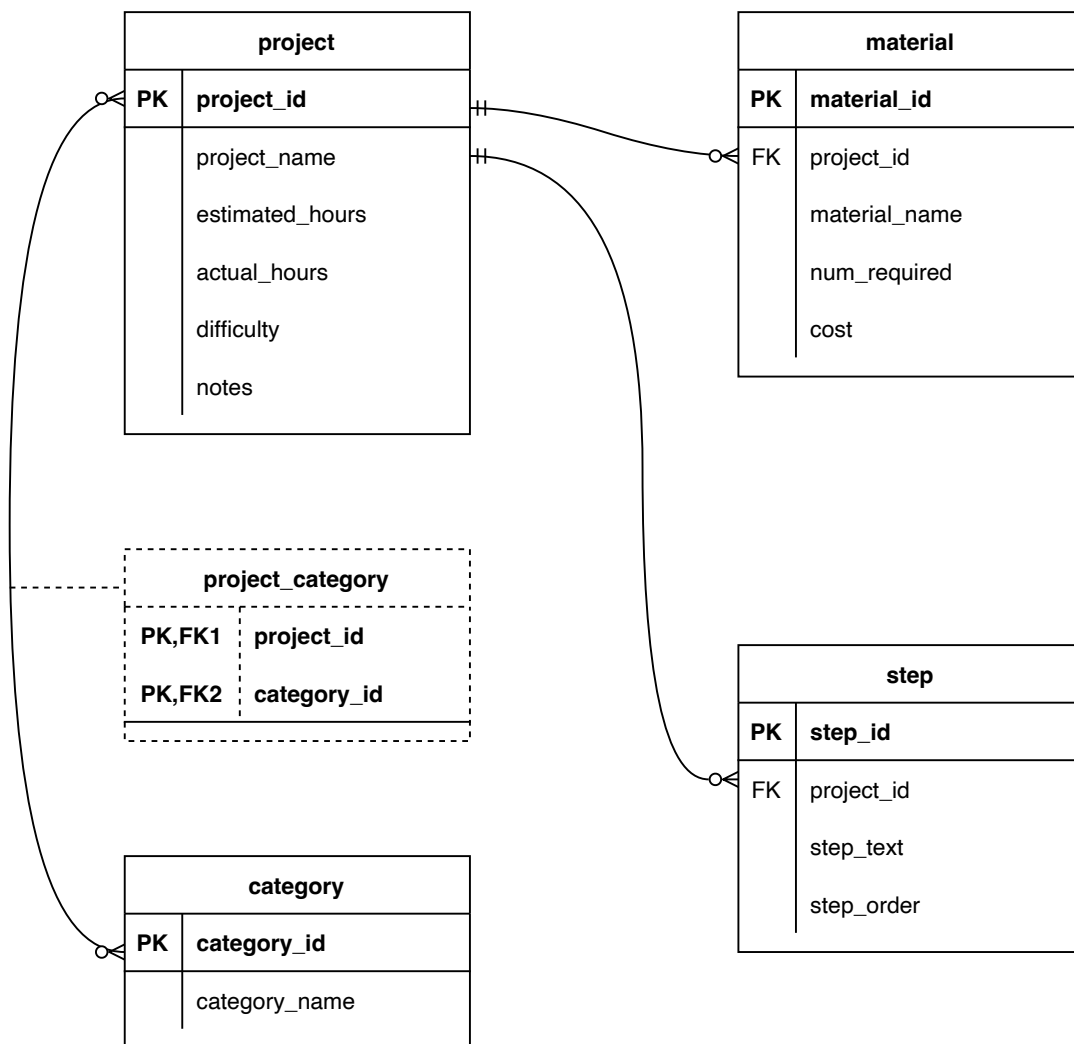 project
PK project_id
project_name
estimated_hours
actual_hours
difficulty
notes
material
PK material_id
FK project_id
material_name
num_required
cost
project_category
PK,FK1 project_id
PK,FK2 category_id
step
PK step_id
FK project_id
step_text
step_order
category
PK category_id
category_name